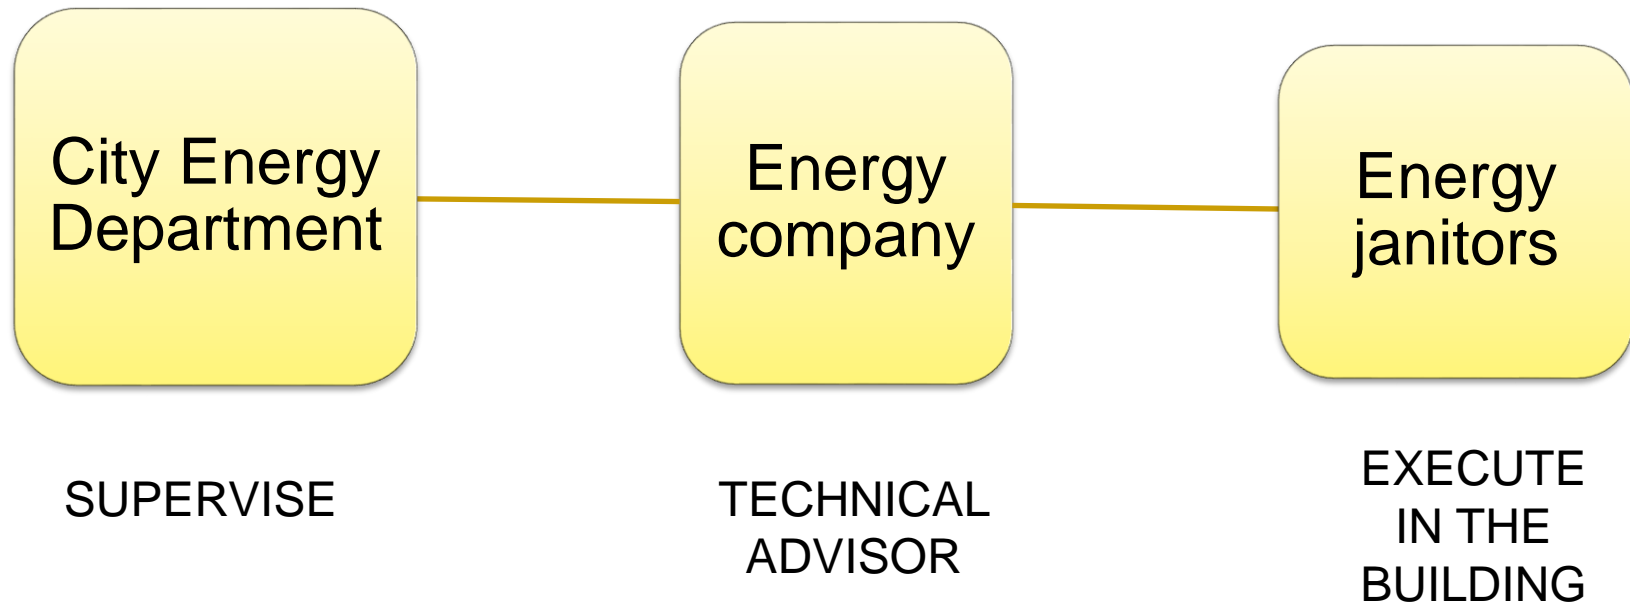 City Energy
Department
Energy
company
Energy
janitors
SUPERVISE
TECHNICAL
ADVISOR
EXECUTE
IN THE
BUILDING